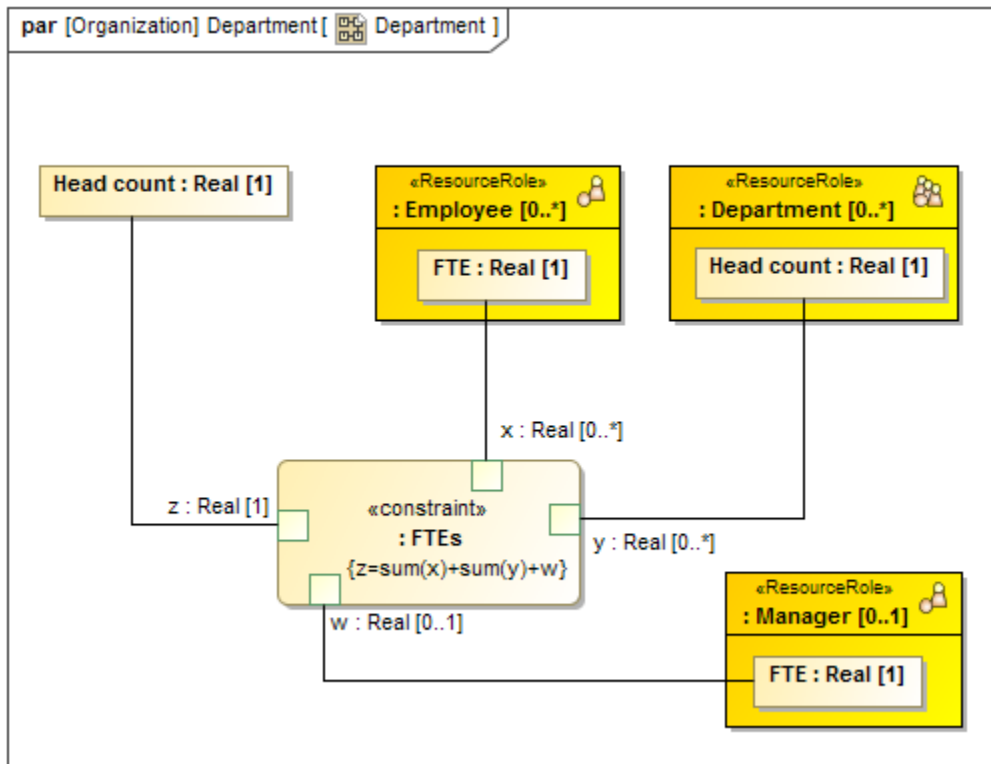 par [Organization] Department [ Department ]
Head count : Real [1]
«ResourceRole»
: Employee [0..*]
FTE : Real [1]
«ResourceRole»
: Department [0..*]
Head count : Real [1]
x : Real [0..*]
z : Real [1]
«constraint»
: FTEs
{z=sum(x)+sum(y)+w}
y : Real [0..*]
w : Real [0..1]
«ResourceRole»
: Manager [0..1]
FTE : Real [1]